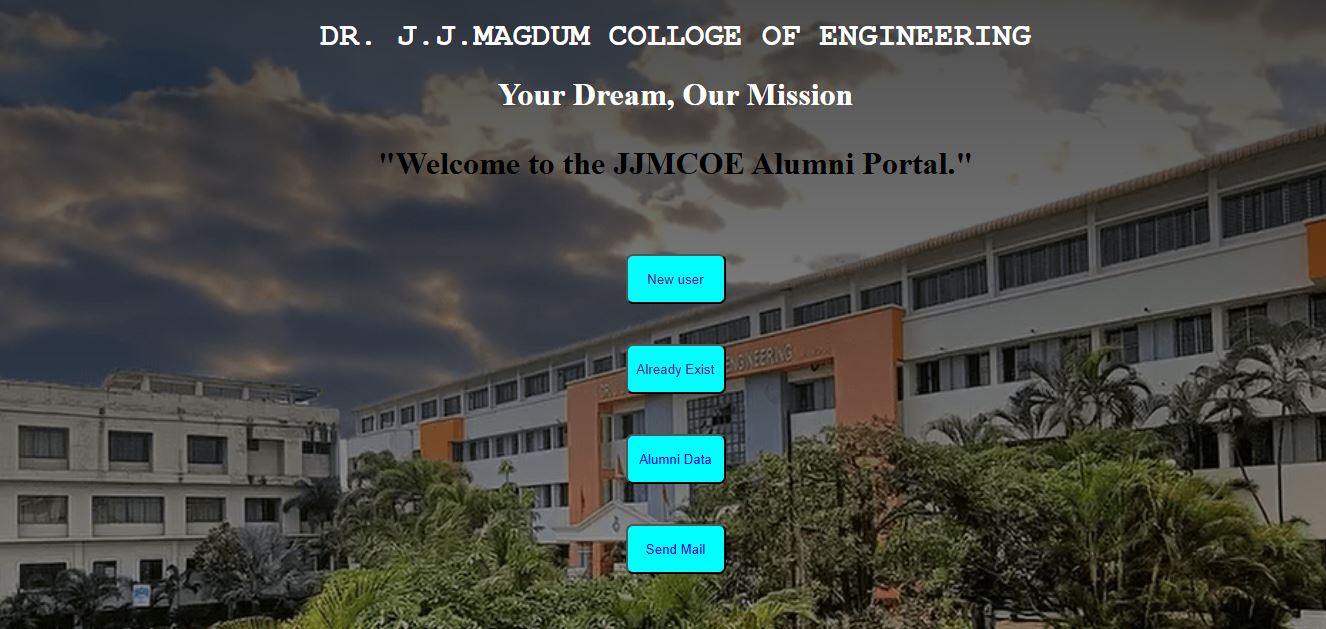 DR. J.J.MAGDUM COLLOGE OF ENGINEERING
Your Dream, Our Mission
"Welcome to the JJMCOE Alumni Portal."
New user
Already Exist
ENGINEERING
Alumni Data
Send Mail